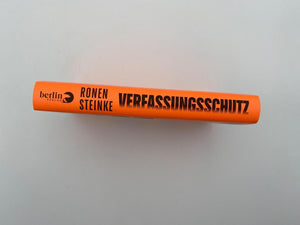 berlin
RONEN
STEINKE
VERFASSUNGSSCHUTZ